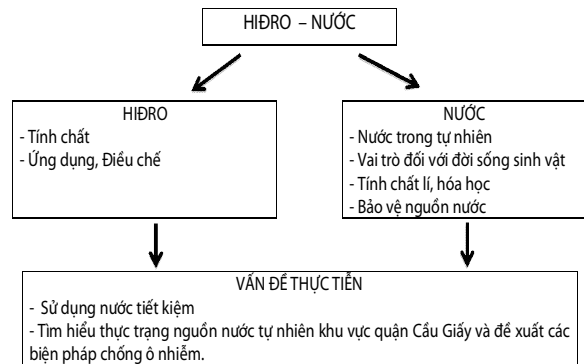 HIĐRO – NƯỚC
HIĐRO
- Tính chất
- Ứng dụng, Điều chế
NƯỚC
- Nước trong tự nhiên
- Vai trò đối với đời sống sinh vật
- Tính chất lí, hóa học
- Bảo vệ nguồn nước
VẤN ĐỀ THỰC TIỄN
- Sử dụng nước tiết kiệm
- Tìm hiểu thực trạng nguồn nước tự nhiên khu vực quận Cầu Giấy và đề xuất các
biện pháp chống ô nhiễm.